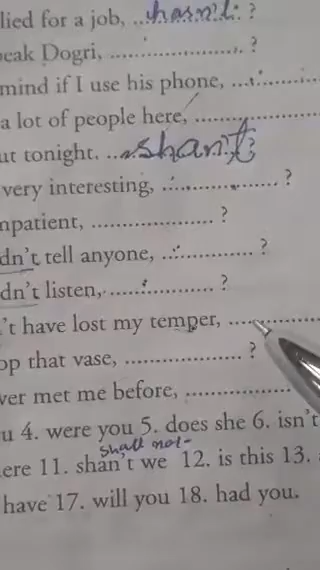 lied for a job, ..hasn't.. ?
eak Dogri, .......................... ?
mind if I use his phone, ................
a lot of people here, .....................
ut tonight. ..shan't ?
very interesting, ....................... ?
npatient, ........................ ?
dn't tell anyone, .................. ?
dn't listen, ........................ ?
't have lost my temper, ..................
op that vase, ....................... ?
ver met me before, .....................
u 4. were you 5. does she 6. isn't
shall not-
ere 11. shan't we 12. is this 13.
have 17. will you 18. had you.